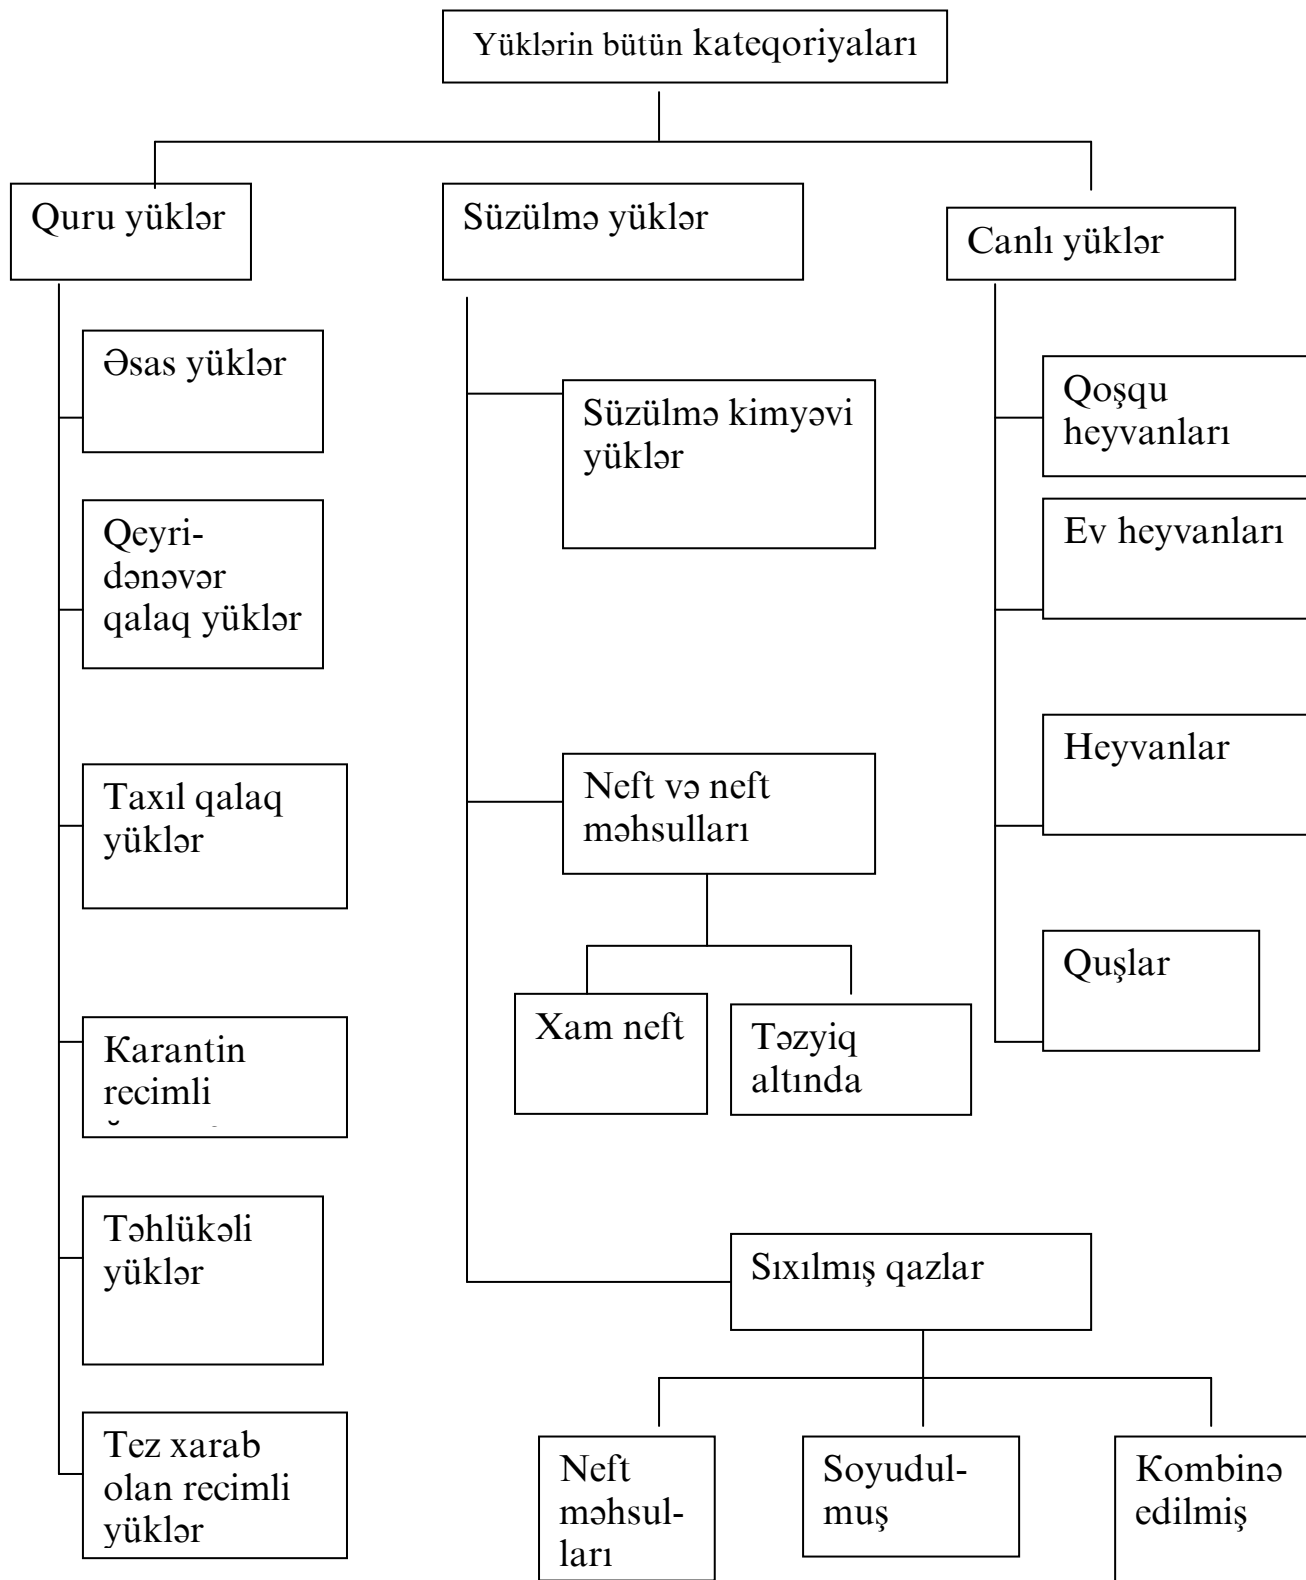 Yüklərin bütün kateqoriyaları
Quru yüklər
Süzülmə yüklər
Canlı yüklər
Əsas yüklər
Qeyri-
dənəvər
qalaq yüklər
Taxıl qalaq
yüklər
Karantin
recimli
Təhlükəli
yüklər
Tez xarab
olan recimli
yüklər
Süzülmə kimyəvi
yüklər
Neft və neft
məhsulları
Xam neft
Təzyiq
altında
Sıxılmış qazlar
Neft
məhsul-
ları
Soyudul-
muş
Kombinə
edilmiş
Qoşqu
heyvanları
Ev heyvanları
Heyvanlar
Quşlar